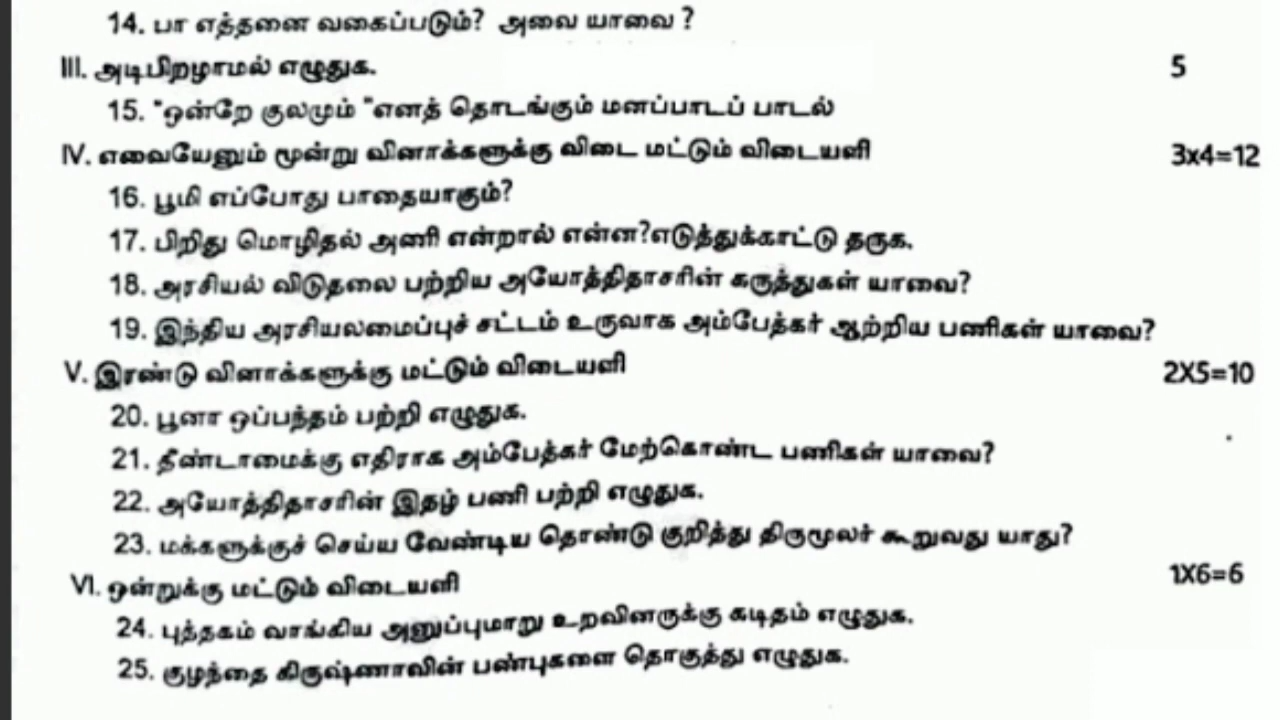 14. பா எத்தனை வகைப்படும்? அவை யாவை ?
III. அடிபிறழாமல் எழுதுக. 5
15. "ஒன்றே குலமும் "எனத் தொடங்கும் மனப்பாடப் பாடல்
IV. எவையேனும் மூன்று வினாக்களுக்கு விடை மட்டும் விடையளி 3x4=12
16. பூமி எப்போது பாதையாகும்?
17. பிறிது மொழிதல் அணி என்றால் என்ன?எடுத்துக்காட்டு தருக.
18. அரசியல் விடுதலை பற்றிய அயோத்திதாசரின் கருத்துகள் யாவை?
19. இந்திய அரசியலமைப்புச் சட்டம் உருவாக அம்பேத்கர் ஆற்றிய பணிகள் யாவை?
V. இரண்டு வினாக்களுக்கு மட்டும் விடையளி 2X5=10
20. பூனா ஒப்பந்தம் பற்றி எழுதுக.
21. தீண்டாமைக்கு எதிராக அம்பேத்கர் மேற்கொண்ட பணிகள் யாவை?
22. அயோத்திதாசரின் இதழ் பணி பற்றி எழுதுக.
23. மக்களுக்குச் செய்ய வேண்டிய தொண்டு குறித்து திருமூலர் கூறுவது யாது?
VI. ஒன்றுக்கு மட்டும் விடையளி 1X6=6
24. புத்தகம் வாங்கிய அனுப்புமாறு உறவினருக்கு கடிதம் எழுதுக.
25. குழந்தை கிருஷ்ணாவின் பண்புகளை தொகுத்து எழுதுக.